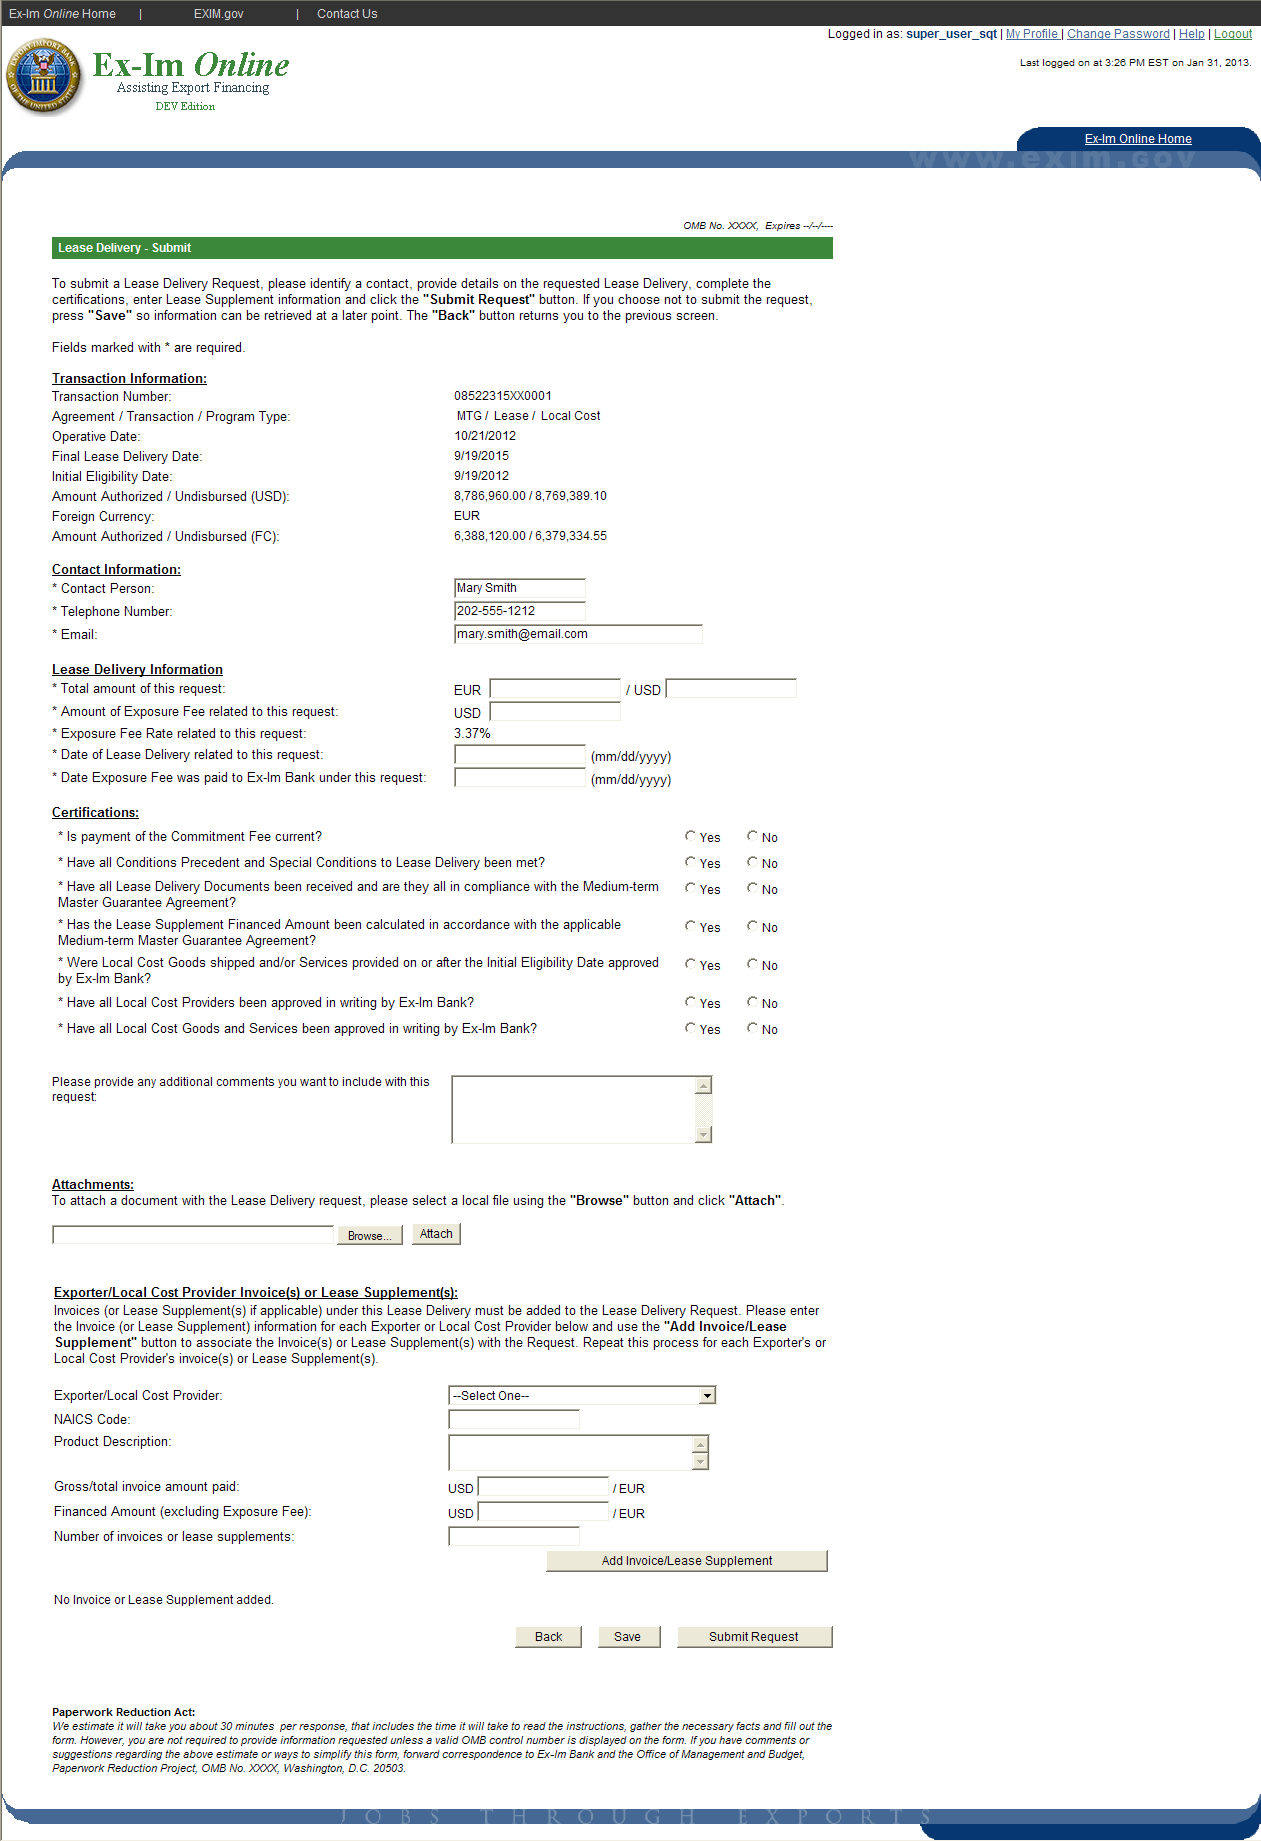 Ex-Im Online Home | EXIM.gov | Contact Us
Logged in as: super_user_sqt | My Profile | Change Password | Help | Logout
Last logged on at 3:26 PM EST on Jan 31, 2013.
EXPORT-IMPORT BANK OF THE UNITED STATES
Ex-Im Online
Assisting Export Financing
DEV Edition
Ex-Im Online Home
www.exim.gov
OMB No. XXXX, Expires --/--/----
Lease Delivery - Submit
To submit a Lease Delivery Request, please identify a contact, provide details on the requested Lease Delivery, complete the
certifications, enter Lease Supplement information and click the "Submit Request" button. If you choose not to submit the request,
press "Save" so information can be retrieved at a later point. The "Back" button returns you to the previous screen.
Fields marked with * are required.
Transaction Information:
Transaction Number: 08522315XX0001
Agreement / Transaction / Program Type: MTG / Lease / Local Cost
Operative Date: 10/21/2012
Final Lease Delivery Date: 9/19/2015
Initial Eligibility Date: 9/19/2012
Amount Authorized / Undisbursed (USD): 8,786,960.00 / 8,769,389.10
Foreign Currency: EUR
Amount Authorized / Undisbursed (FC): 6,388,120.00 / 6,379,334.55
Contact Information:
* Contact Person: Mary Smith
* Telephone Number: 202-555-1212
* Email: mary.smith@email.com
Lease Delivery Information
* Total amount of this request: EUR / USD
* Amount of Exposure Fee related to this request: USD
* Exposure Fee Rate related to this request: 3.37%
* Date of Lease Delivery related to this request: (mm/dd/yyyy)
* Date Exposure Fee was paid to Ex-Im Bank under this request: (mm/dd/yyyy)
Certifications:
* Is payment of the Commitment Fee current? Yes No
* Have all Conditions Precedent and Special Conditions to Lease Delivery been met? Yes No
* Have all Lease Delivery Documents been received and are they all in compliance with the Medium-term Yes No
Master Guarantee Agreement?
* Has the Lease Supplement Financed Amount been calculated in accordance with the applicable Yes No
Medium-term Master Guarantee Agreement?
* Were Local Cost Goods shipped and/or Services provided on or after the Initial Eligibility Date approved Yes No
by Ex-Im Bank?
* Have all Local Cost Providers been approved in writing by Ex-Im Bank? Yes No
* Have all Local Cost Goods and Services been approved in writing by Ex-Im Bank? Yes No
Please provide any additional comments you want to include with this
request:
Attachments:
To attach a document with the Lease Delivery request, please select a local file using the "Browse" button and click "Attach".
Browse... Attach
Exporter/Local Cost Provider Invoice(s) or Lease Supplement(s):
Invoices (or Lease Supplement(s) if applicable) under this Lease Delivery must be added to the Lease Delivery Request. Please enter
the Invoice (or Lease Supplement) information for each Exporter or Local Cost Provider below and use the "Add Invoice/Lease
Supplement" button to associate the Invoice(s) or Lease Supplement(s) with the Request. Repeat this process for each Exporter's or
Local Cost Provider's invoice(s) or Lease Supplement(s).
Exporter/Local Cost Provider: --Select One--
NAICS Code:
Product Description:
Gross/total invoice amount paid: USD / EUR
Financed Amount (excluding Exposure Fee): USD / EUR
Number of invoices or lease supplements:
Add Invoice/Lease Supplement
No Invoice or Lease Supplement added.
Back Save Submit Request
Paperwork Reduction Act:
We estimate it will take you about 30 minutes per response, that includes the time it will take to read the instructions, gather the necessary facts and fill out the
form. However, you are not required to provide information requested unless a valid OMB control number is displayed on the form. If you have comments or
suggestions regarding the above estimate or ways to simplify this form, forward correspondence to Ex-Im Bank and the Office of Management and Budget,
Paperwork Reduction Project, OMB No. XXXX, Washington, D.C. 20503.
JOBS THROUGH EXPORTS